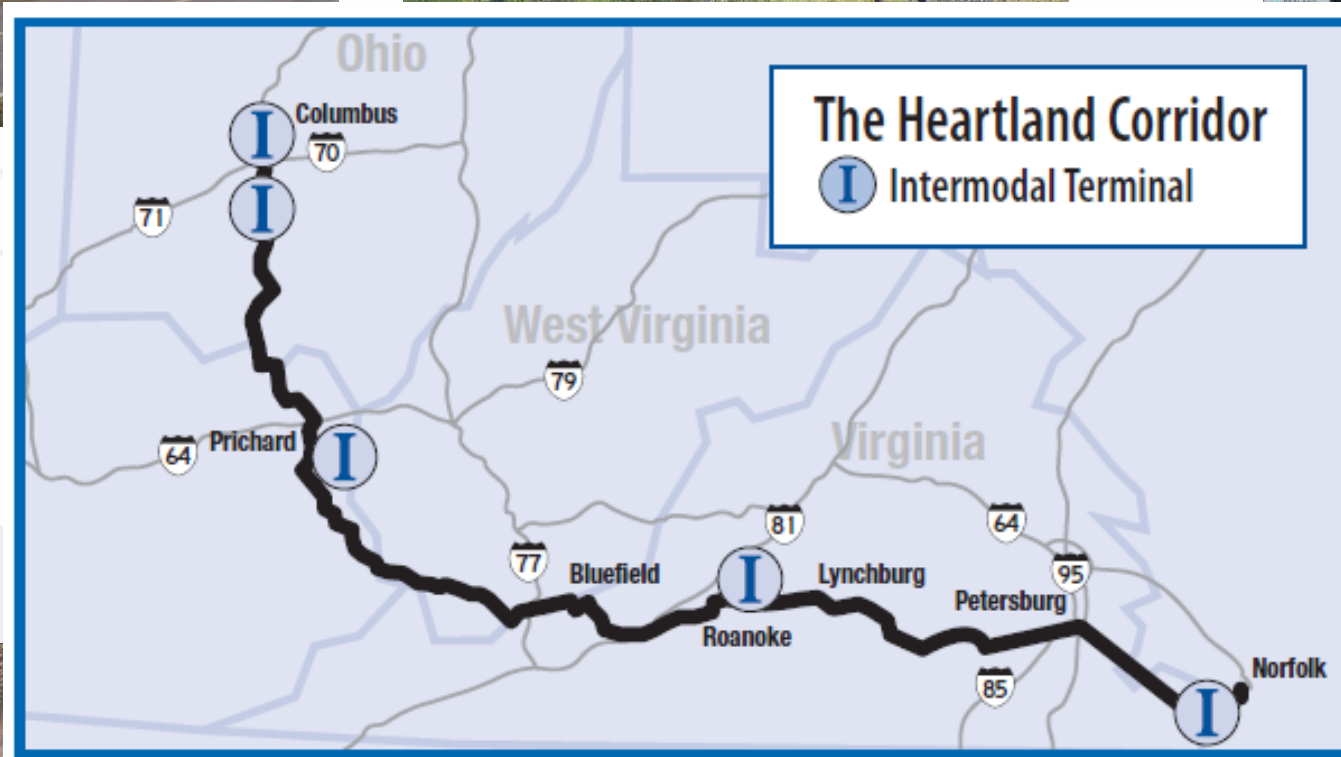 Ohio
Columbus
70
The Heartland Corridor
I Intermodal Terminal
I
I
71
West Virginia
79
Virginia
Prichard
64
I
77
Bluefield
I
81
Lynchburg
64
95
Petersburg
Roanoke
85
I
Norfolk